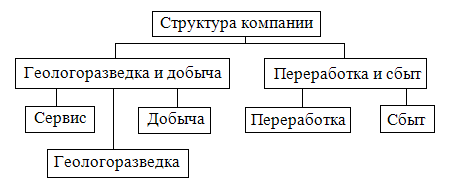 Структура компании
Геологоразведка и добыча
Переработка и сбыт
Сервис
Добыча
Переработка
Сбыт
Геологоразведка